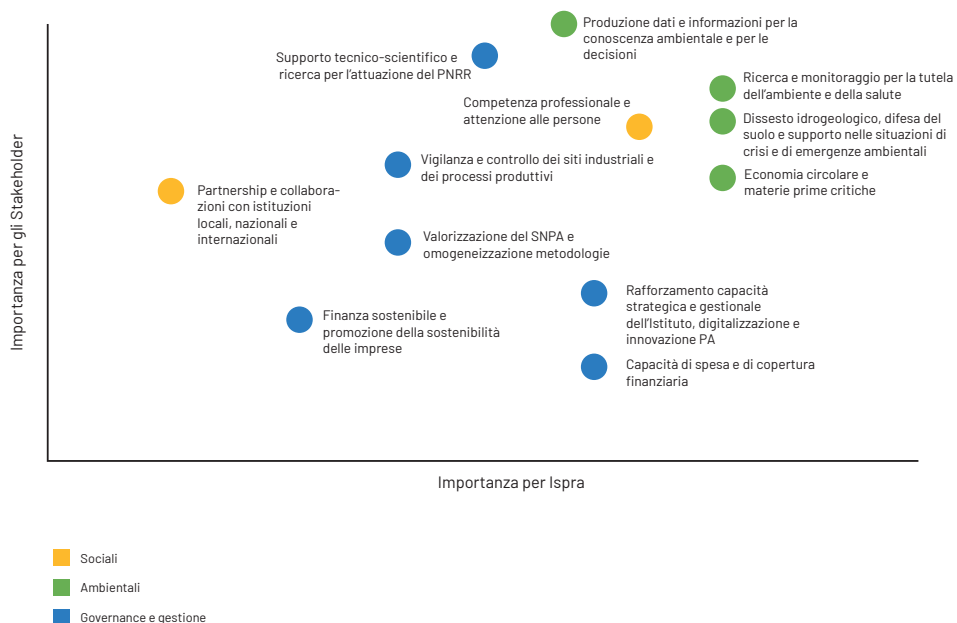 Produzione dati e informazioni per la
conoscenza ambientale e per le
decisioni
Supporto tecnico-scientifico e
ricerca per l'attuazione del PNRR
Ricerca e monitoraggio per la tutela
dell'ambiente e della salute
Competenza professionale e
attenzione alle persone
Dissesto idrogeologico, difesa del
suolo e supporto nelle situazioni di
crisi e di emergenze ambientali
Vigilanza e controllo dei siti industriali e
dei processi produttivi
Economia circolare e
materie prime critiche
Partnership e collabora-
zioni con istituzioni
locali, nazionali e
internazionali
Valorizzazione del SNPA e
omogeneizzazione metodologie
Rafforzamento capacità
strategica e gestionale
dell'Istituto, digitalizzazione e
innovazione PA
Finanza sostenibile e
promozione della sostenibilità
delle imprese
Capacità di spesa e di copertura
finanziaria
Importanza per gli Stakeholder
Importanza per Ispra
Sociali
Ambientali
Governance e gestione